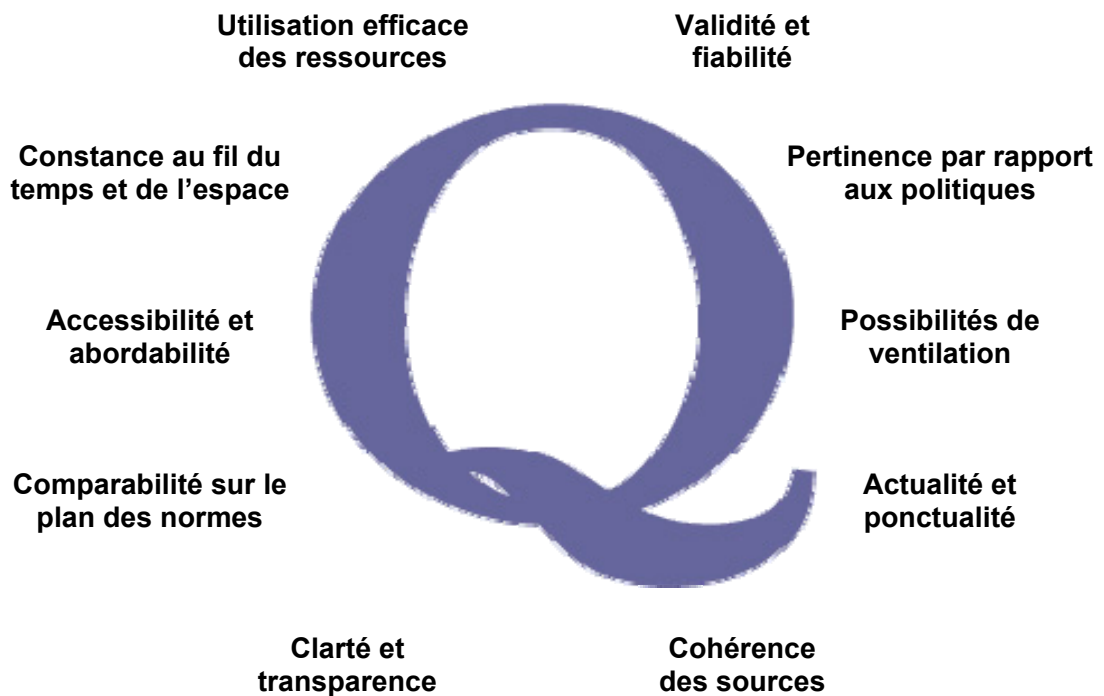 Utilisation efficace
des ressources
Validité et
fiabilité
Constance au fil du
temps et de l’espace
Pertinence par rapport
aux politiques
Accessibilité et
abordabilité
Possibilités de
ventilation
Comparabilité sur le
plan des normes
Actualité et
ponctualité
Clarté et
transparence
Cohérence
des sources
Q